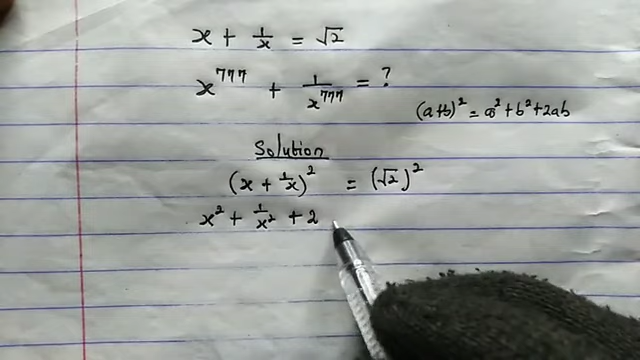 x + 1/x = √2
x^777 + 1/x^777 = ?
(a+b)² = a² + b² + 2ab
Solution
(x + 1/x)² = (√2)²
x² + 1/x² + 2